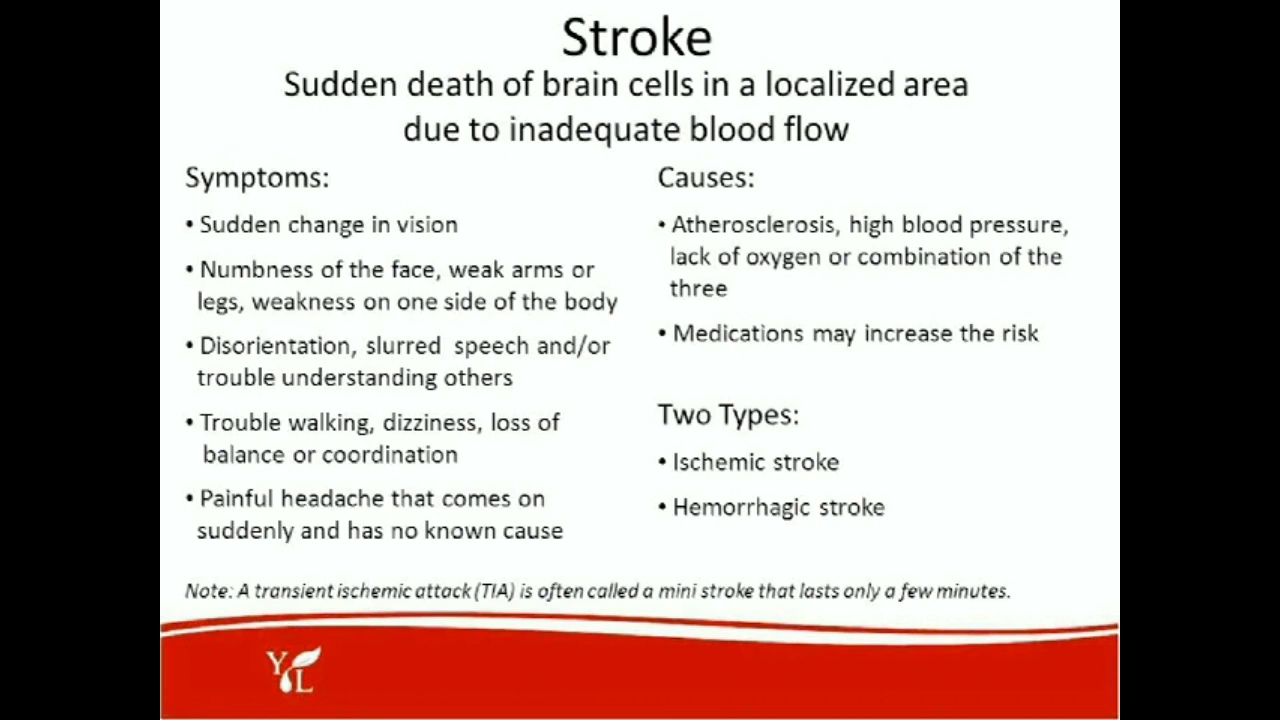 Stroke
Sudden death of brain cells in a localized area
due to inadequate blood flow
Symptoms:
• Sudden change in vision
• Numbness of the face, weak arms or
legs, weakness on one side of the body
• Disorientation, slurred speech and/or
trouble understanding others
• Trouble walking, dizziness, loss of
balance or coordination
• Painful headache that comes on
suddenly and has no known cause
Causes:
• Atherosclerosis, high blood pressure,
lack of oxygen or combination of the
three
• Medications may increase the risk
Two Types:
• Ischemic stroke
• Hemorrhagic stroke
Note: A transient ischemic attack (TIA) is often called a mini stroke that lasts only a few minutes.
YL